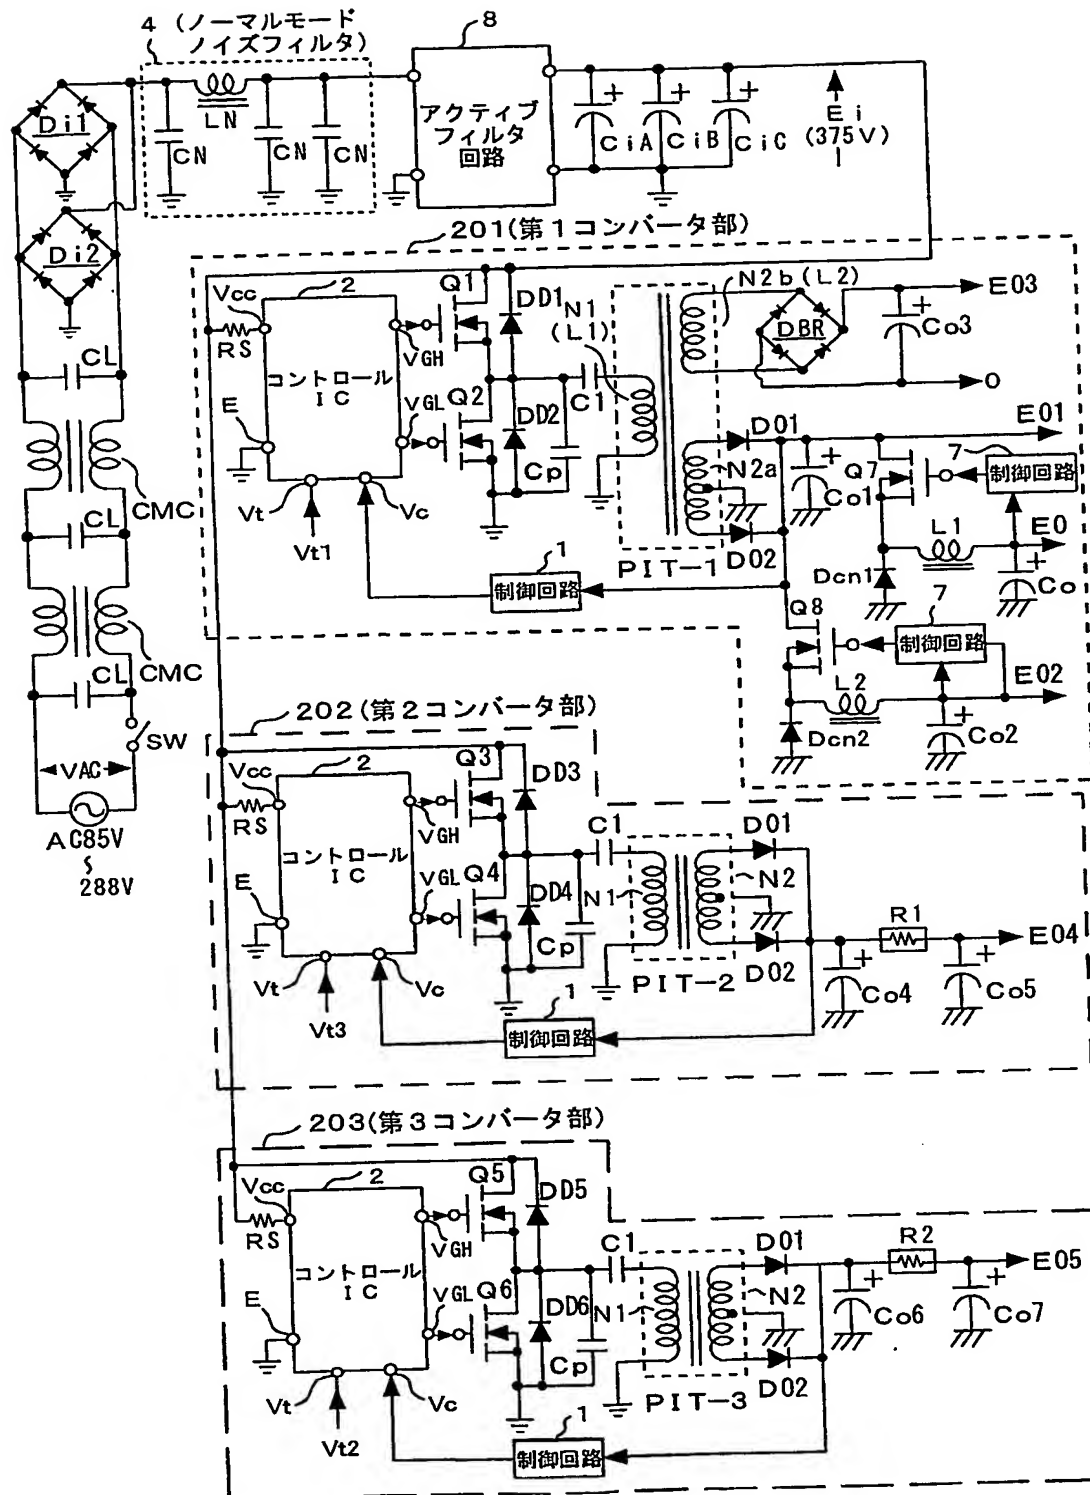 4 (ノーマルモード
ノイズフィルタ)
8
Di1
CN
LN
CN
CN
アクティブ
フィルタ
回路
CiA
CiB
CiC
Ei
(375V)
Di2
CL
CMC
CL
CMC
CL
SW
VAC
AC85V
〜
288V
201(第1コンバータ部)
Vcc
2
RS
コントロール
IC
E
VGH
VGL
Q1
Q2
DD1
DD2
Cp
C1
N1
(L1)
N2b (L2)
DBR
Co3
E03
0
D01
N2a
D02
PIT-1
Co1
E01
Q7
7
制御回路
L1
E0
Dcn1
Co
Vt
Vt1
Vc
1
制御回路
Q8
7
制御回路
L2
E02
Dcn2
Co2
202(第2コンバータ部)
Vcc
2
RS
コントロール
IC
E
VGH
VGL
Q3
Q4
DD3
DD4
Cp
C1
N1
PIT-2
D01
N2
D02
R1
E04
Co4
Co5
Vt
Vt3
Vc
1
制御回路
203(第3コンバータ部)
Vcc
2
RS
コントロール
IC
E
VGH
VGL
Q5
Q6
DD5
DD6
Cp
C1
N1
PIT-3
D01
N2
D02
R2
E05
Co6
Co7
Vt
Vt2
Vc
1
制御回路